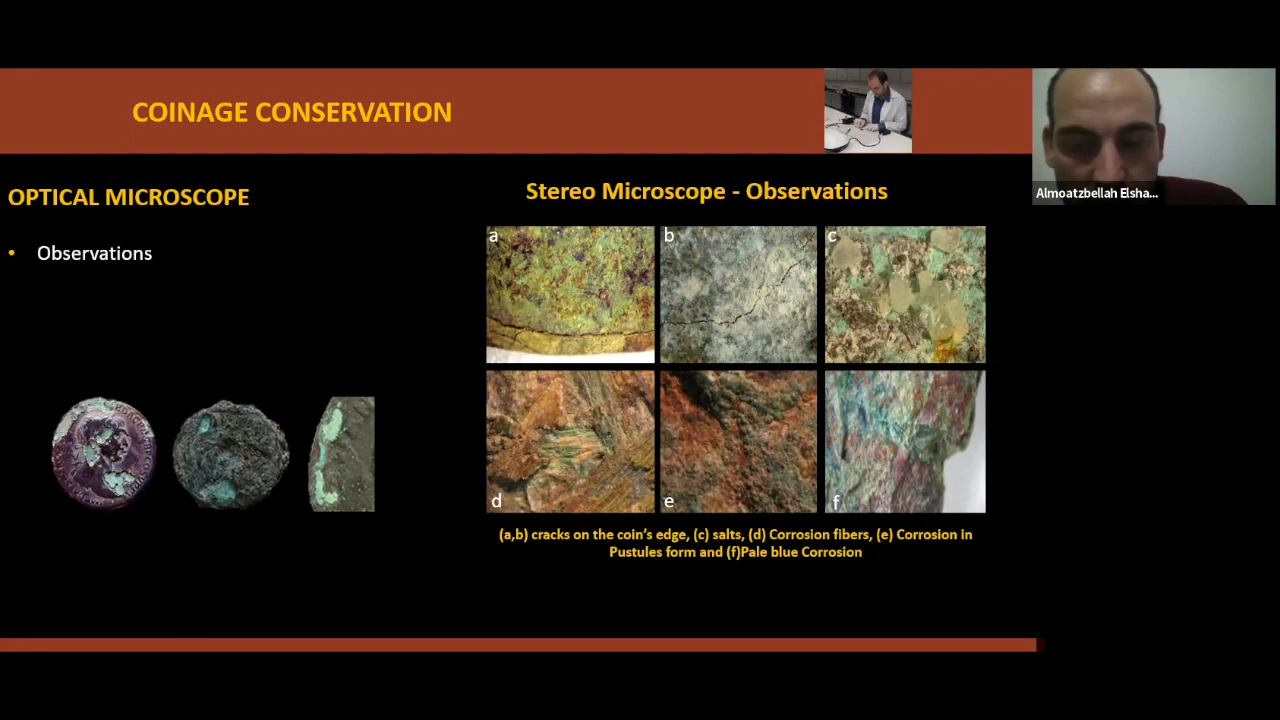 COINAGE CONSERVATION
OPTICAL MICROSCOPE
• Observations
Stereo Microscope - Observations
a
b
c
d
e
f
(a,b) cracks on the coin's edge, (c) salts, (d) Corrosion fibers, (e) Corrosion in
Pustules form and (f)Pale blue Corrosion
Almoatzbellah Elsha...